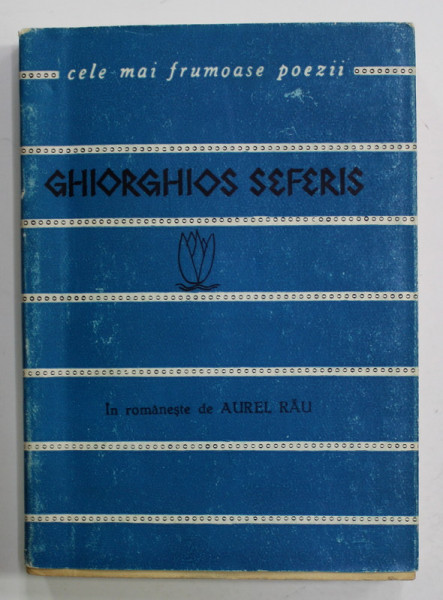 cele mai frumoase poezii
GHIORGHIOS SEFERIS
În românește de AUREL RĂU